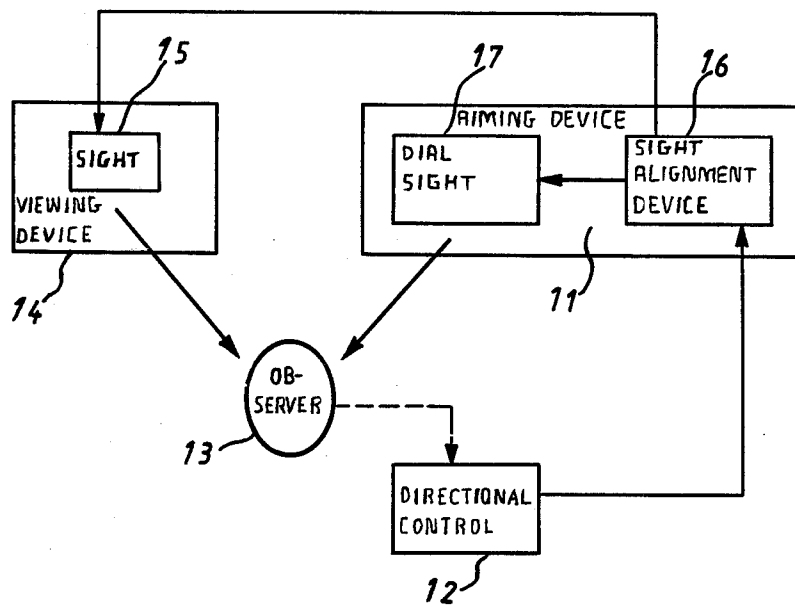 15
17
16
AIMING DEVICE
SIGHT
DIAL
SIGHT
SIGHT
ALIGNMENT
DEVICE
VIEWING
DEVICE
14
11
OB-
SERVER
13
DIRECTIONAL
CONTROL
12